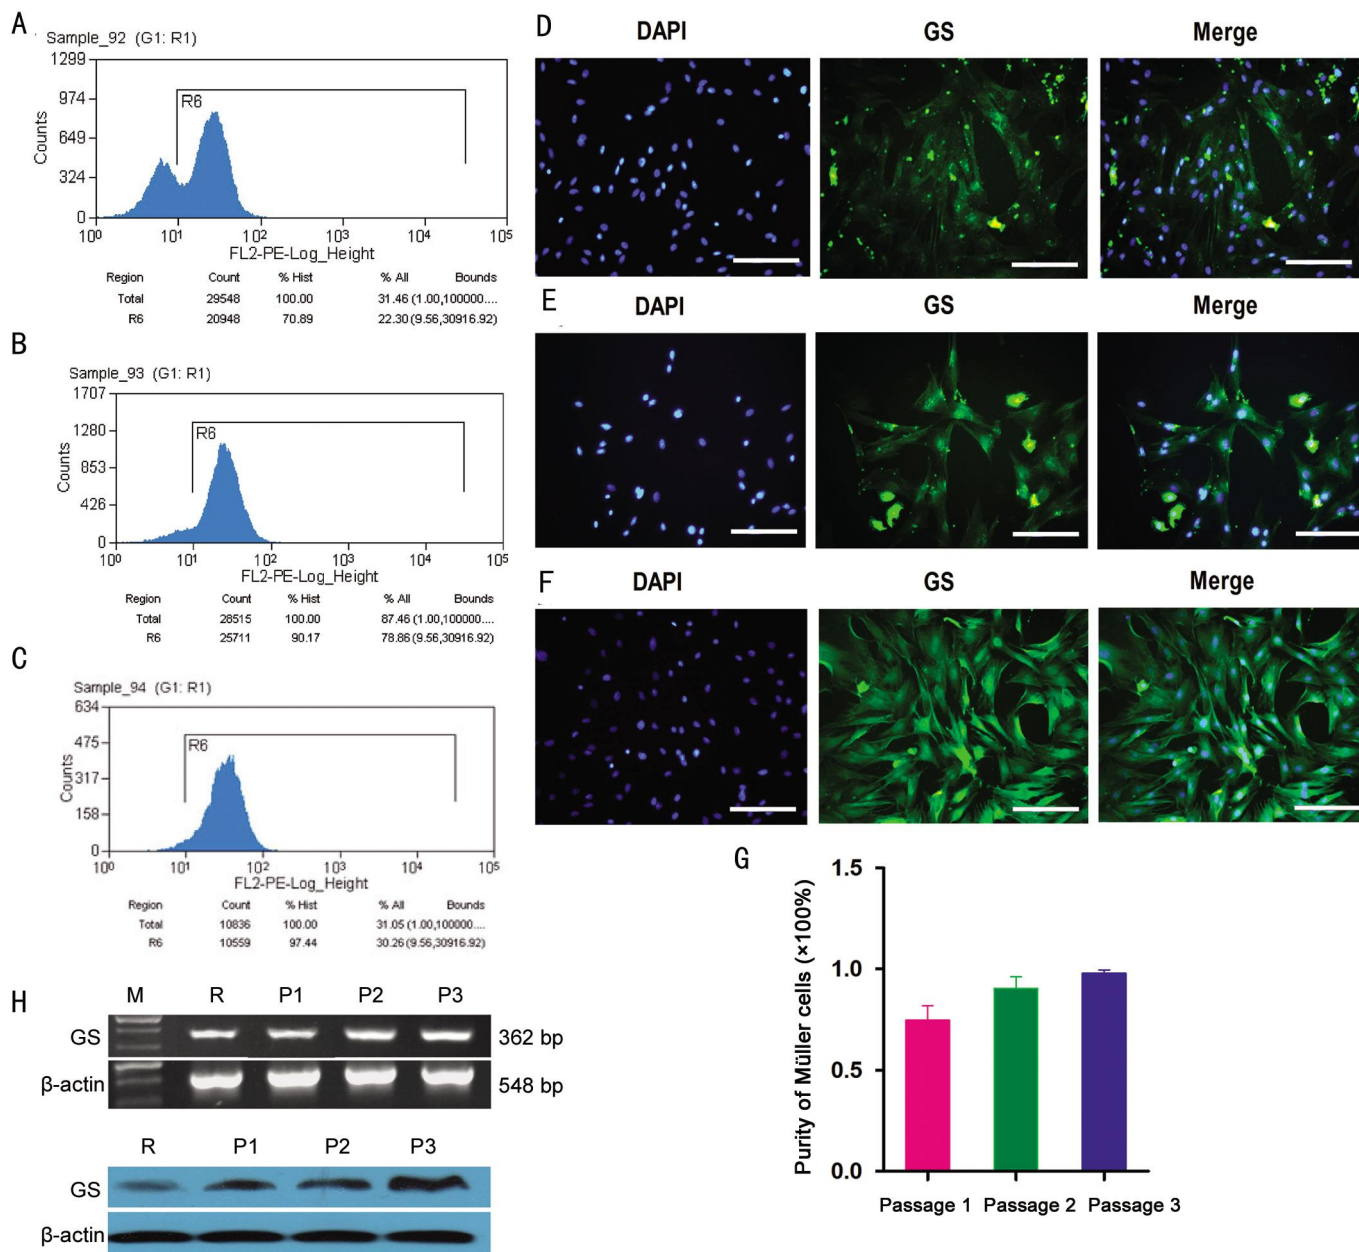 A
Sample_92 (G1: R1)
1299
974
649
324
0
Counts
R6
10⁰ 10¹ 10² 10³ 10⁴ 10⁵
FL2-PE-Log_Height
Region Count % Hist % All Bounds
Total 29548 100.00 31.46 (1.00,100000....
R6 20948 70.89 22.30 (9.56,30916.92)
B
Sample_93 (G1: R1)
1707
1280
853
426
0
Counts
R6
10⁰ 10¹ 10² 10³ 10⁴ 10⁵
FL2-PE-Log_Height
Region Count % Hist % All Bounds
Total 28515 100.00 87.46 (1.00,100000....
R6 25711 90.17 78.86 (9.56,30916.92)
C
Sample_94 (G1: R1)
634
475
317
158
0
Counts
R6
10⁰ 10¹ 10² 10³ 10⁴ 10⁵
FL2-PE-Log_Height
Region Count % Hist % All Bounds
Total 10836 100.00 31.05 (1.00,100000....
R6 10559 97.44 30.26 (9.56,30916.92)
D
DAPI GS Merge
E
DAPI GS Merge
F
DAPI GS Merge
G
Purity of Müller cells (×100%)
1.5
1.0
0.5
0.0
Passage 1 Passage 2 Passage 3
H
M R P1 P2 P3
GS 362 bp
β-actin 548 bp
R P1 P2 P3
GS
β-actin